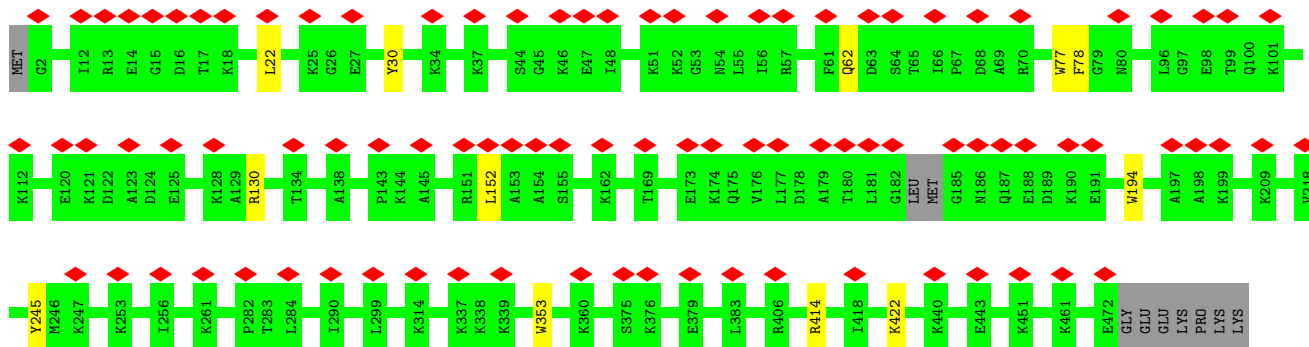 MET G2 I12 R13 E14 G15 D16 T17 K18 L22 K25 G26 E27 Y30 K34 K37 S44 G45 K46 E47 I48 K51 K52 G53 N54 L55 I56 R57 F61 Q62 D63 S64 T65 I66 P67 D68 A69 R70 W77 F78 G79 N80 L96 G97 E98 T99 Q100 K101
K112 E120 K121 D122 A123 D124 E125 K128 A129 R130 T134 A138 P143 K144 A145 R151 L152 A153 A154 S155 K162 T169 E173 K174 Q175 V176 L177 D178 A179 T180 L181 G182 LEU MET G185 N186 Q187 E188 D189 K190 E191 W194 A197 A198 K199 K209 V218
Y245 M246 K247 K253 I256 K261 P282 T283 L284 I290 L299 K314 K337 K338 K339 W353 K360 S375 K376 E379 L383 R406 R414 I418 K422 K440 E443 K451 K461 E472 GLY GLU GLU LYS PRO LYS LYS